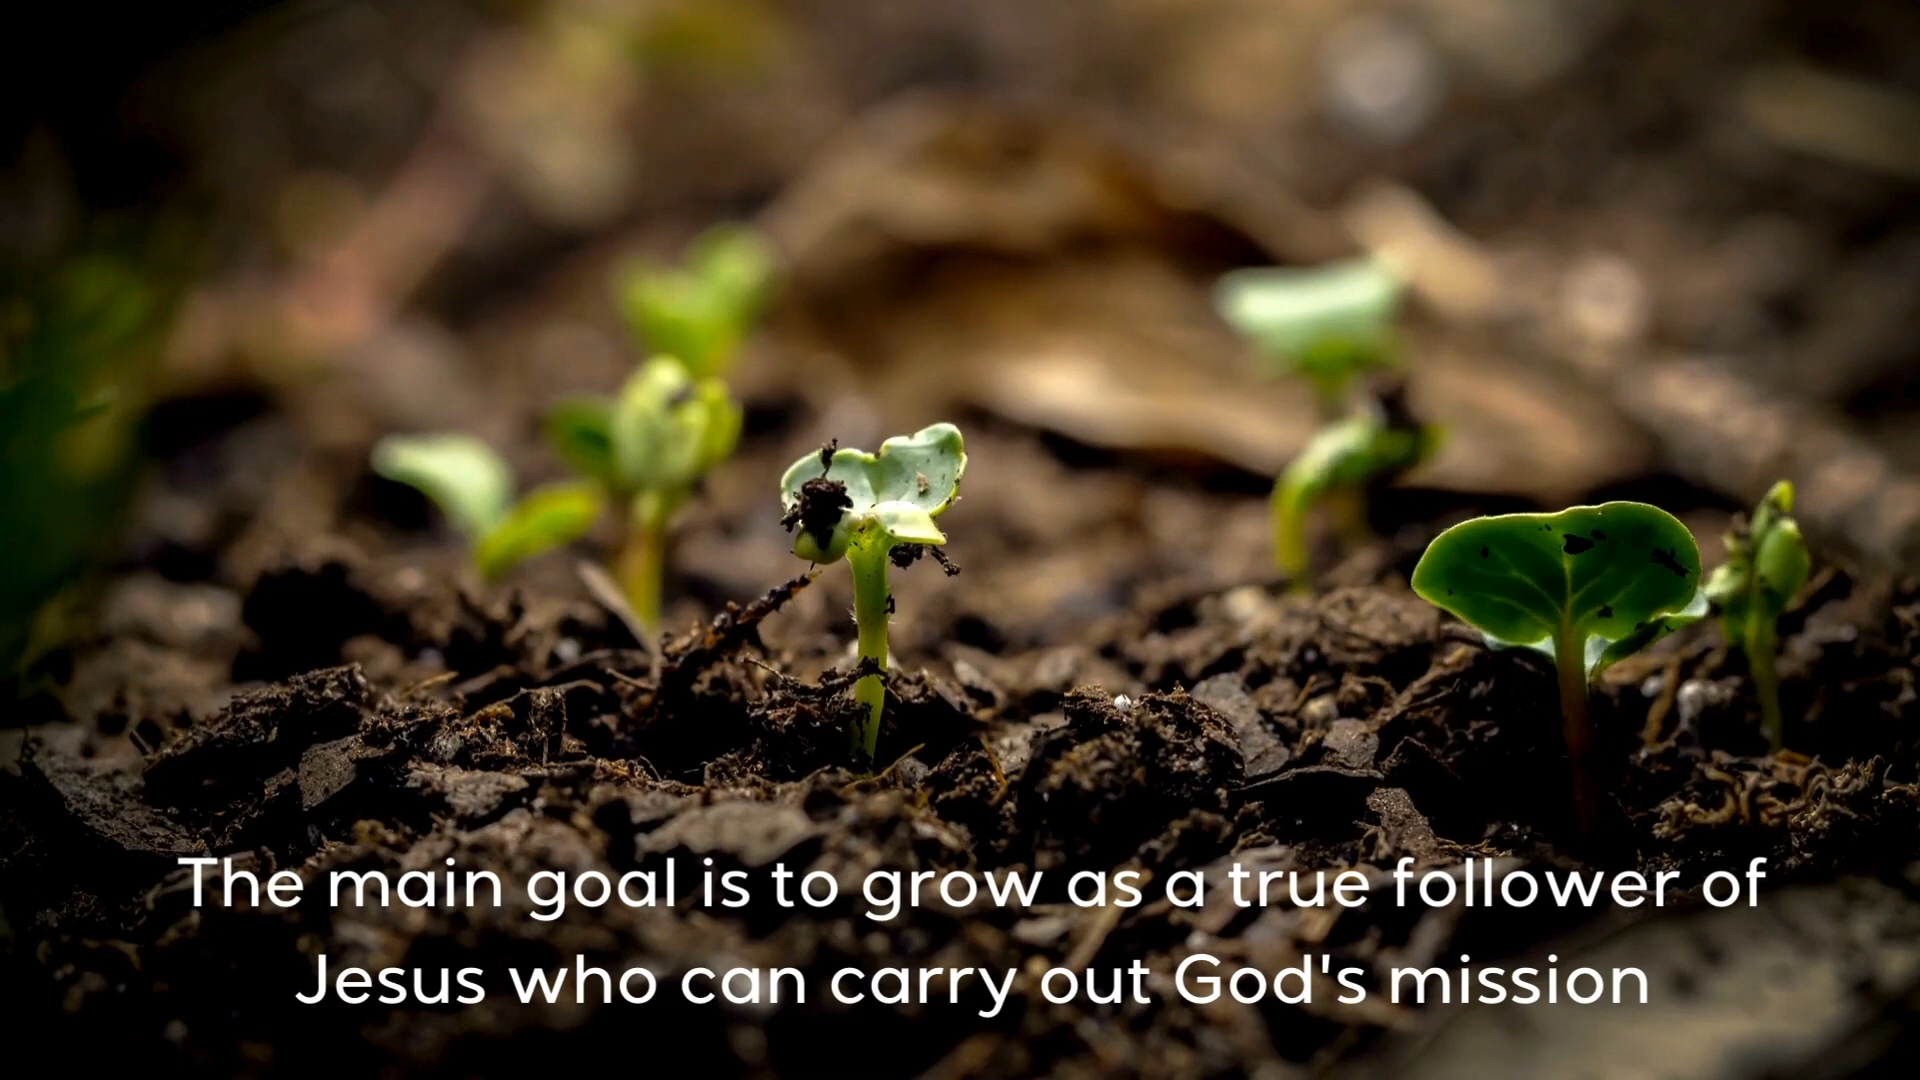 The main goal is to grow as a true follower of
Jesus who can carry out God's mission